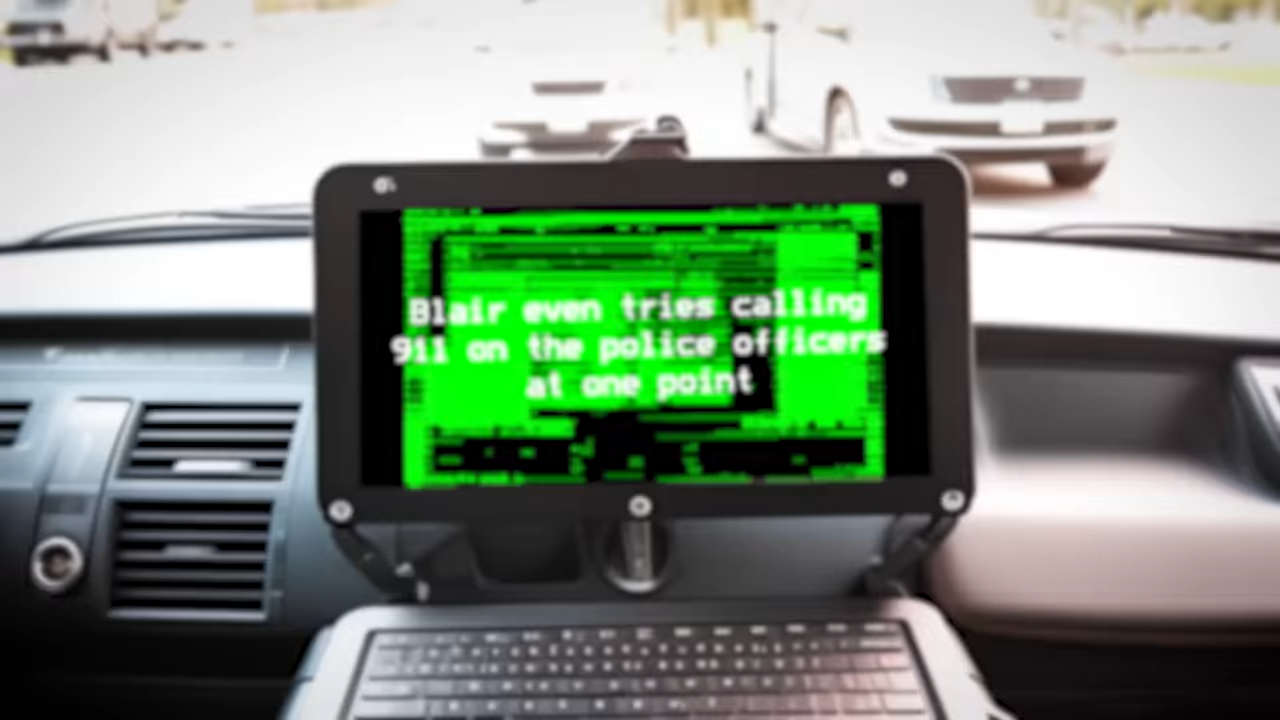 Blair even tries calling
911 on the police officers
at one point